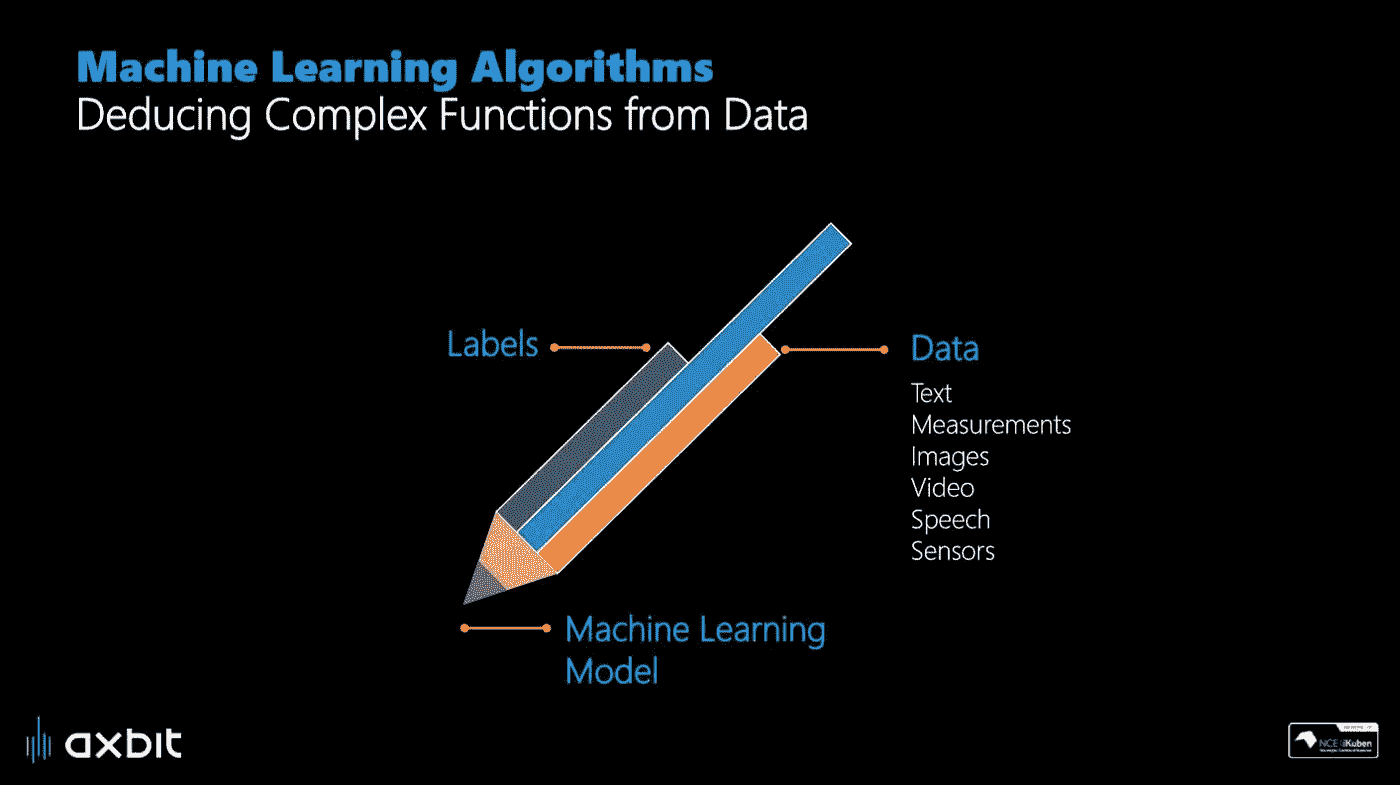 Machine Learning Algorithms
Deducing Complex Functions from Data
Labels
Data
Text
Measurements
Images
Video
Speech
Sensors
Machine Learning
Model
axbit
NCE iKuben